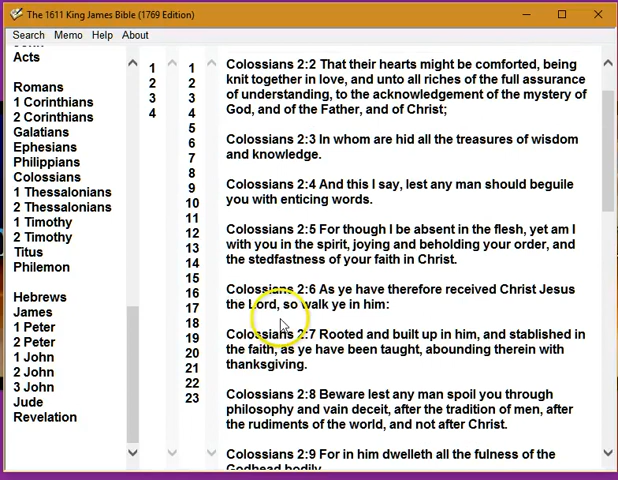 The 1611 King James Bible (1769 Edition)
Search Memo Help About
Acts
Romans
1 Corinthians
2 Corinthians
Galatians
Ephesians
Philippians
Colossians
1 Thessalonians
2 Thessalonians
1 Timothy
2 Timothy
Titus
Philemon
Hebrews
James
1 Peter
2 Peter
1 John
2 John
3 John
Jude
Revelation
1
2
3
4
1
2
3
4
5
6
7
8
9
10
11
12
13
14
15
16
17
18
19
20
21
22
23
Colossians 2:2 That their hearts might be comforted, being
knit together in love, and unto all riches of the full assurance
of understanding, to the acknowledgement of the mystery of
God, and of the Father, and of Christ;
Colossians 2:3 In whom are hid all the treasures of wisdom
and knowledge.
Colossians 2:4 And this I say, lest any man should beguile
you with enticing words.
Colossians 2:5 For though I be absent in the flesh, yet am I
with you in the spirit, joying and beholding your order, and
the stedfastness of your faith in Christ.
Colossians 2:6 As ye have therefore received Christ Jesus
the Lord, so walk ye in him:
Colossians 2:7 Rooted and built up in him, and stablished in
the faith, as ye have been taught, abounding therein with
thanksgiving.
Colossians 2:8 Beware lest any man spoil you through
philosophy and vain deceit, after the tradition of men, after
the rudiments of the world, and not after Christ.
Colossians 2:9 For in him dwelleth all the fulness of the
Godhead bodily.